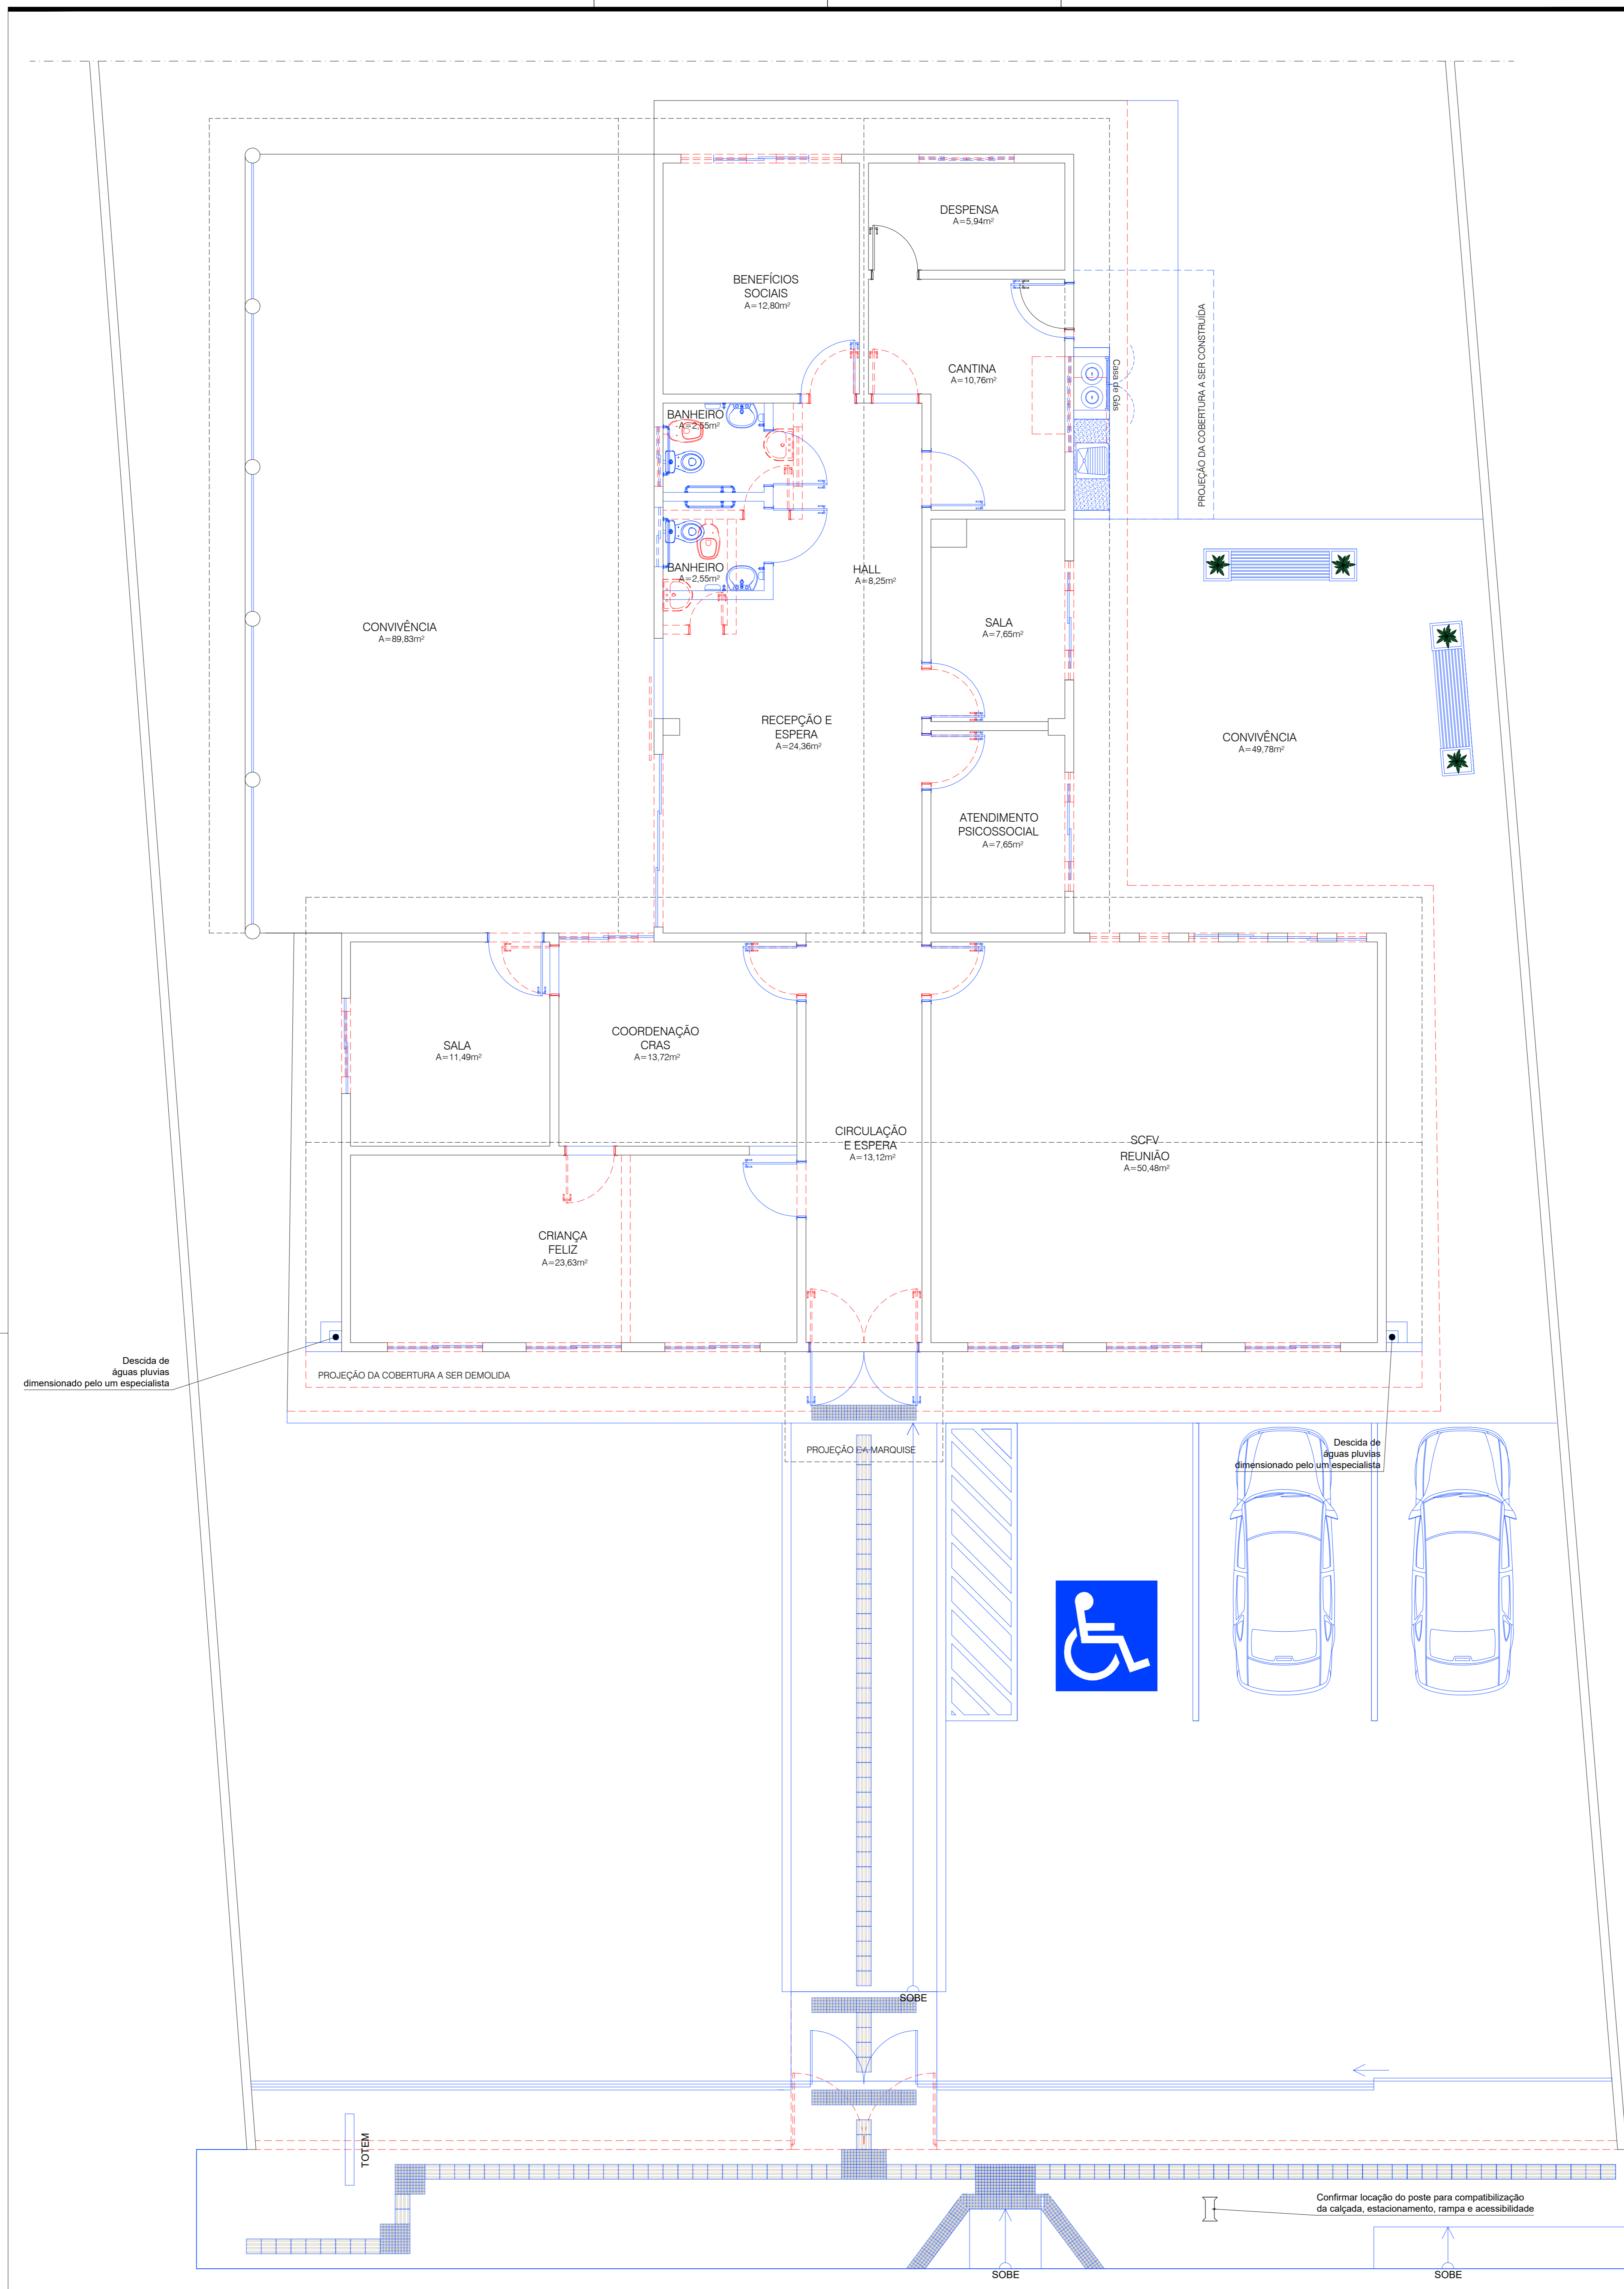 DESPENSA
A=5,94m²
BENEFÍCIOS
SOCIAIS
A=12,80m²
PROJEÇÃO DA COBERTURA A SER CONSTRUÍDA
CANTINA
A=10,76m²
Casa de Gás
BANHEIRO
A=2,55m²
BANHEIRO
A=2,55m²
HALL
A=8,25m²
CONVIVÊNCIA
A=89,83m²
SALA
A=7,65m²
RECEPÇÃO E
ESPERA
A=24,36m²
CONVIVÊNCIA
A=49,78m²
ATENDIMENTO
PSICOSSOCIAL
A=7,65m²
SALA
A=11,49m²
COORDENAÇÃO
CRAS
A=13,72m²
CIRCULAÇÃO
E ESPERA
A=13,12m²
SCFV
REUNIÃO
A=50,48m²
CRIANÇA
FELIZ
A=23,63m²
Descida de
águas pluvias
dimensionado pelo um especialista
PROJEÇÃO DA COBERTURA A SER DEMOLIDA
PROJEÇÃO DA MARQUISE
Descida de
águas pluvias
dimensionado pelo um especialista
SOBE
TOTEM
Confirmar locação do poste para compatibilização
da calçada, estacionamento, rampa e acessibilidade
SOBE
SOBE